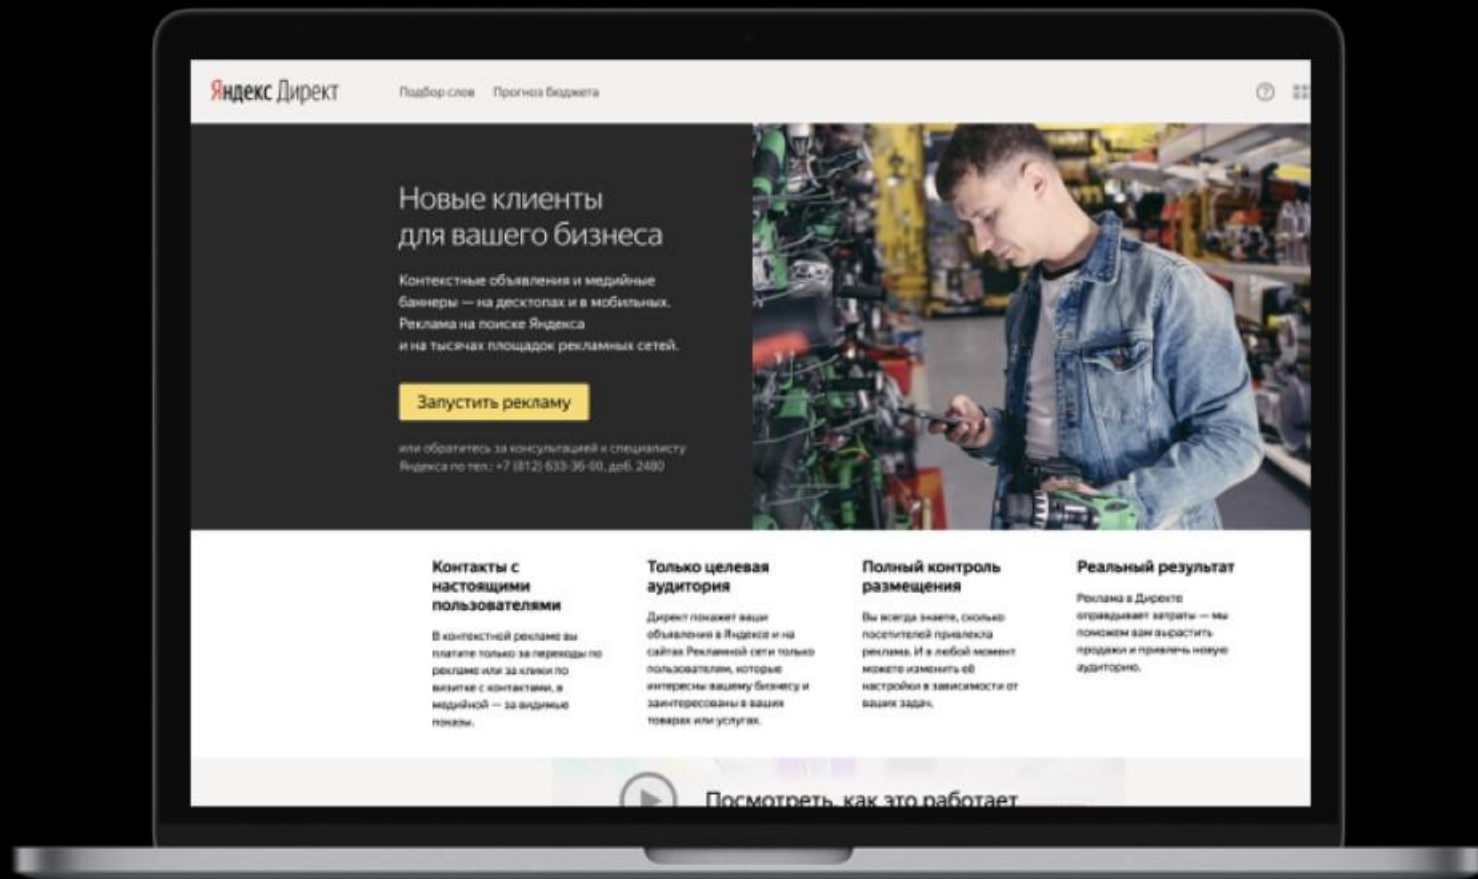 Яндекс Директ
Подбор слов Прогноз бюджета
Новые клиенты
для вашего бизнеса
Контекстные объявления и медийные
баннеры — на десктопах и в мобильных.
Реклама на поиске Яндекса
и на тысячах площадок рекламных сетей.
Запустить рекламу
или обратитесь за консультацией к специалисту
Яндекса по тел.: +7 (812) 633-36-00, доб. 2480
Контакты с
настоящими
пользователями
В контекстной рекламе вы
платите только за переходы по
рекламе или за клики по
визитке с контактами, в
медийной — за видимые
показы.
Только целевая
аудитория
Директ покажет ваши
объявления в Яндексе и на
сайтах Рекламной сети только
пользователям, которые
интересны вашему бизнесу и
заинтересованы в ваших
товарах или услугах.
Полный контроль
размещения
Вы всегда знаете, сколько
посетителей привлекла
реклама. И в любой момент
можете изменить её
настройки в зависимости от
ваших задач.
Реальный результат
Реклама в Директе
оправдывает затраты — мы
поможем вам вырастить
продажи и привлечь новую
аудиторию.
Посмотреть, как это работает